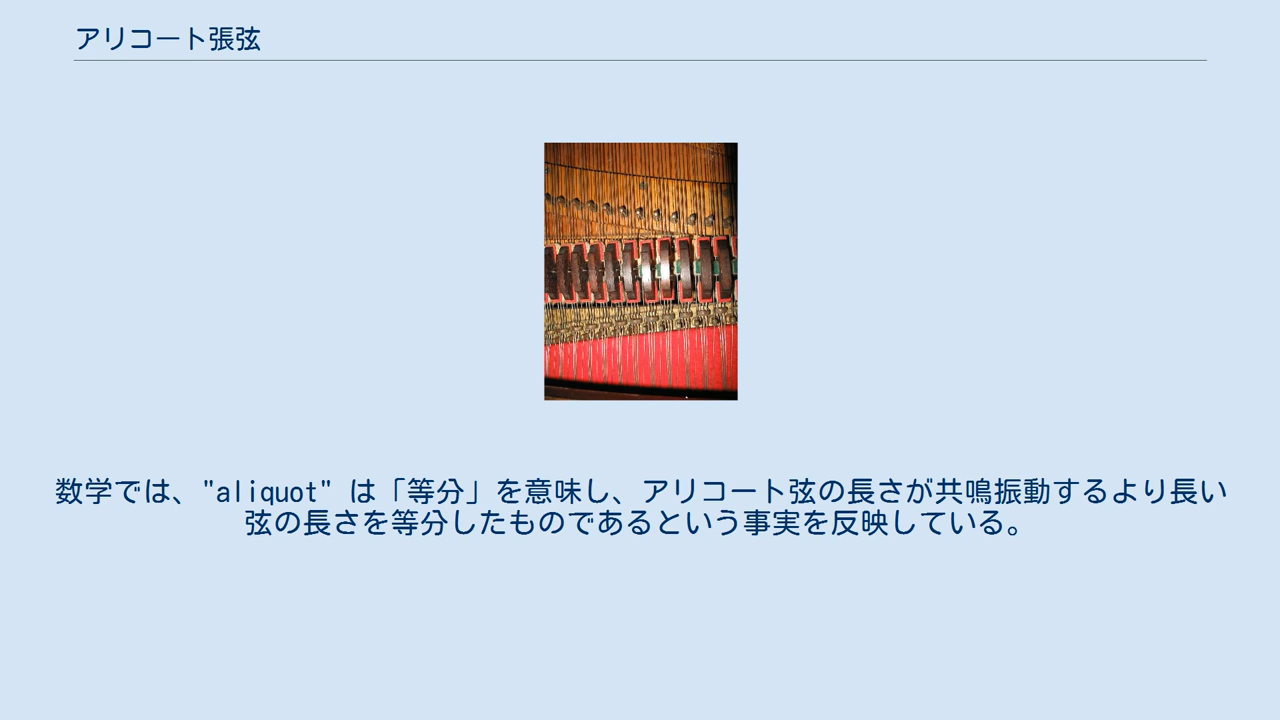 アリコート張弦
数学では、"aliquot" は「等分」を意味し、アリコート弦の長さが共鳴振動するより長い
弦の長さを等分したものであるという事実を反映している。